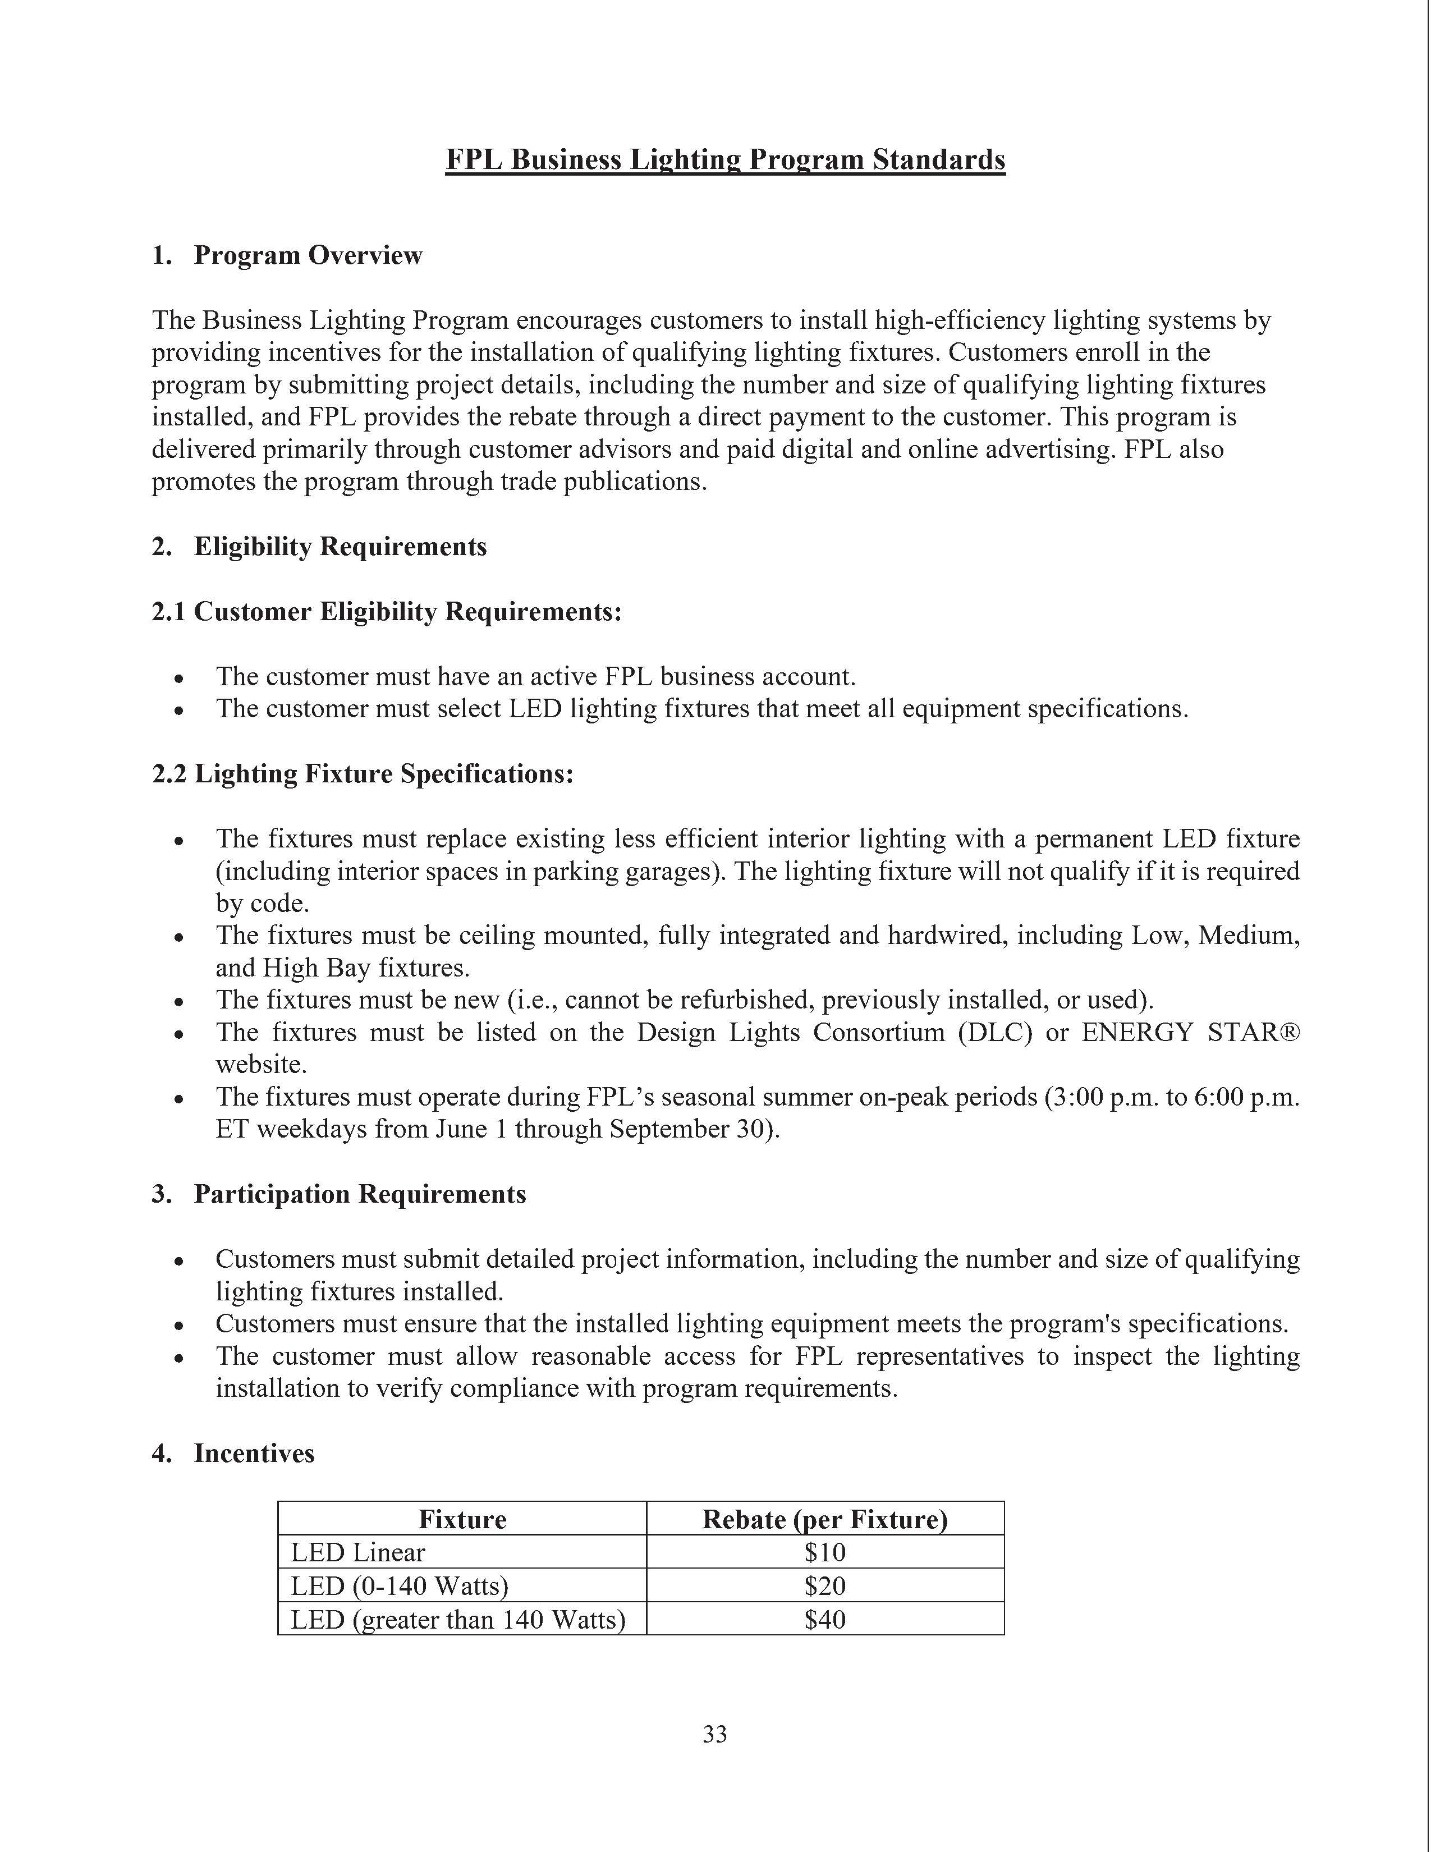 FPL Business Lighting Program Standards
1. Program Overview
The Business Lighting Program encourages customers to install high-efficiency lighting systems by
providing incentives for the installation of qualifying lighting fixtures. Customers enroll in the
program by submitting project details, including the number and size of qualifying lighting fixtures
installed, and FPL provides the rebate through a direct payment to the customer. This program is
delivered primarily through customer advisors and paid digital and online advertising. FPL also
promotes the program through trade publications.
2. Eligibility Requirements
2.1 Customer Eligibility Requirements:
• The customer must have an active FPL business account.
• The customer must select LED lighting fixtures that meet all equipment specifications.
2.2 Lighting Fixture Specifications:
• The fixtures must replace existing less efficient interior lighting with a permanent LED fixture
(including interior spaces in parking garages). The lighting fixture will not qualify if it is required
by code.
• The fixtures must be ceiling mounted, fully integrated and hardwired, including Low, Medium,
and High Bay fixtures.
• The fixtures must be new (i.e., cannot be refurbished, previously installed, or used).
• The fixtures must be listed on the Design Lights Consortium (DLC) or ENERGY STAR®
website.
• The fixtures must operate during FPL’s seasonal summer on-peak periods (3:00 p.m. to 6:00 p.m.
ET weekdays from June 1 through September 30).
3. Participation Requirements
• Customers must submit detailed project information, including the number and size of qualifying
lighting fixtures installed.
• Customers must ensure that the installed lighting equipment meets the program's specifications.
• The customer must allow reasonable access for FPL representatives to inspect the lighting
installation to verify compliance with program requirements.
4. Incentives
Fixture Rebate (per Fixture)
LED Linear $10
LED (0-140 Watts) $20
LED (greater than 140 Watts) $40
33